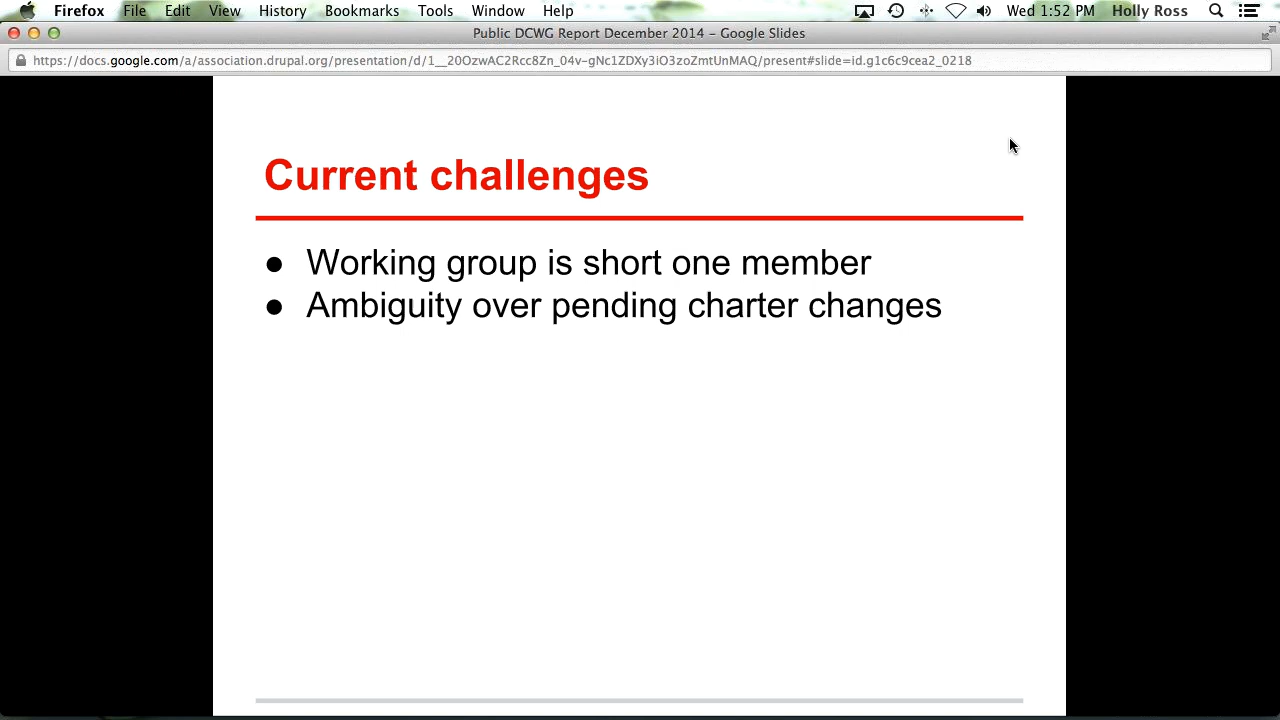 Firefox File Edit View History Bookmarks Tools Window Help Wed 1:52 PM Holly Ross
Public DCWG Report December 2014 – Google Slides
https://docs.google.com/a/association.drupal.org/presentation/d/1__20OzwAC2Rcc8Zn_04v-gNc1ZDXy3iO3zoZmtUnMAQ/present#slide=id.g1c6c9cea2_0218
Current challenges
● Working group is short one member
● Ambiguity over pending charter changes